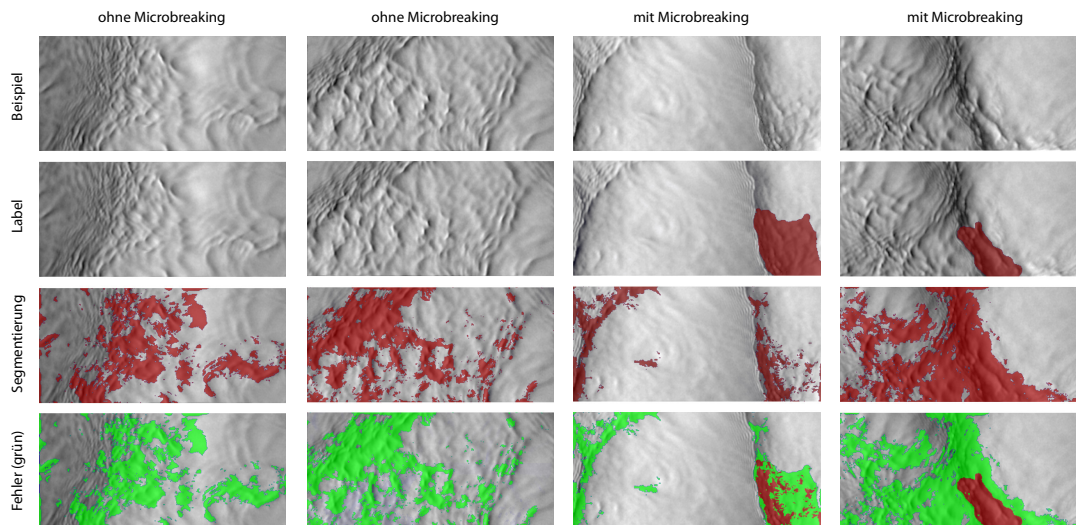 ohne Microbreaking
ohne Microbreaking
mit Microbreaking
mit Microbreaking
Beispiel
Label
Segmentierung
Fehler (grün)